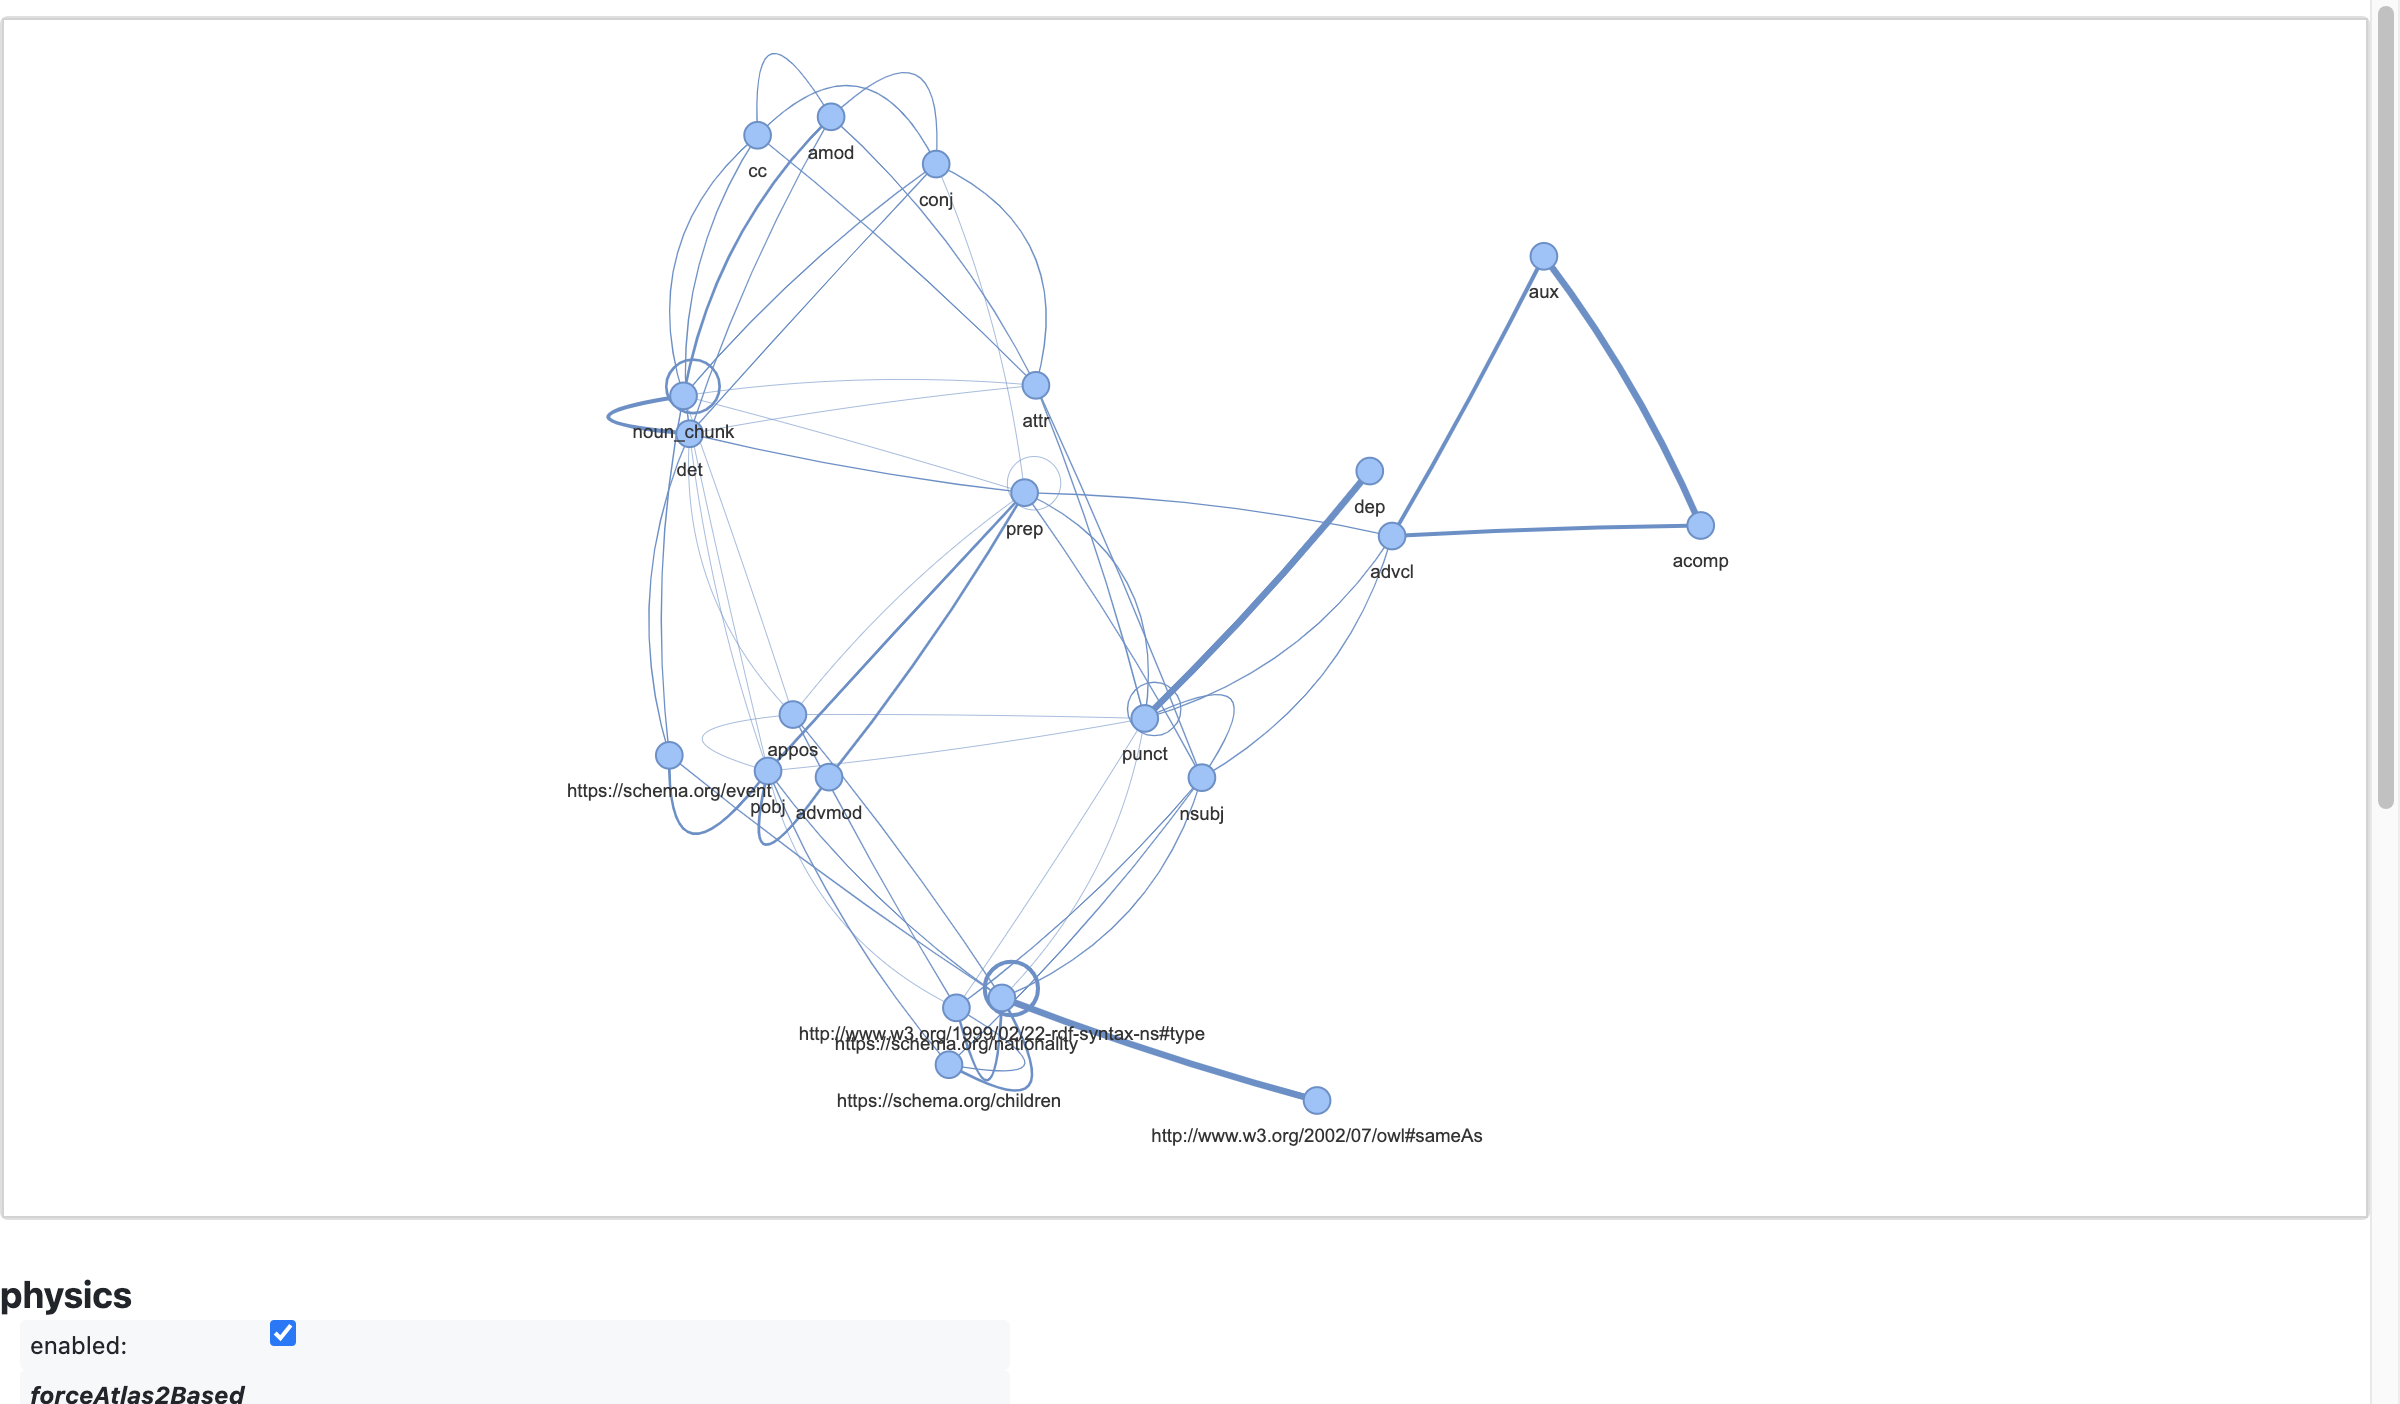 amod
cc
conj
aux
attr
noun_chunk
det
dep
prep
acomp
advcl
appos
punct
https://schema.org/event
pobj
advmod
nsubj
http://www.w3.org/1999/02/22-rdf-syntax-ns#type
https://schema.org/nationality
https://schema.org/children
http://www.w3.org/2002/07/owl#sameAs
physics
enabled:
forceAtlas2Based